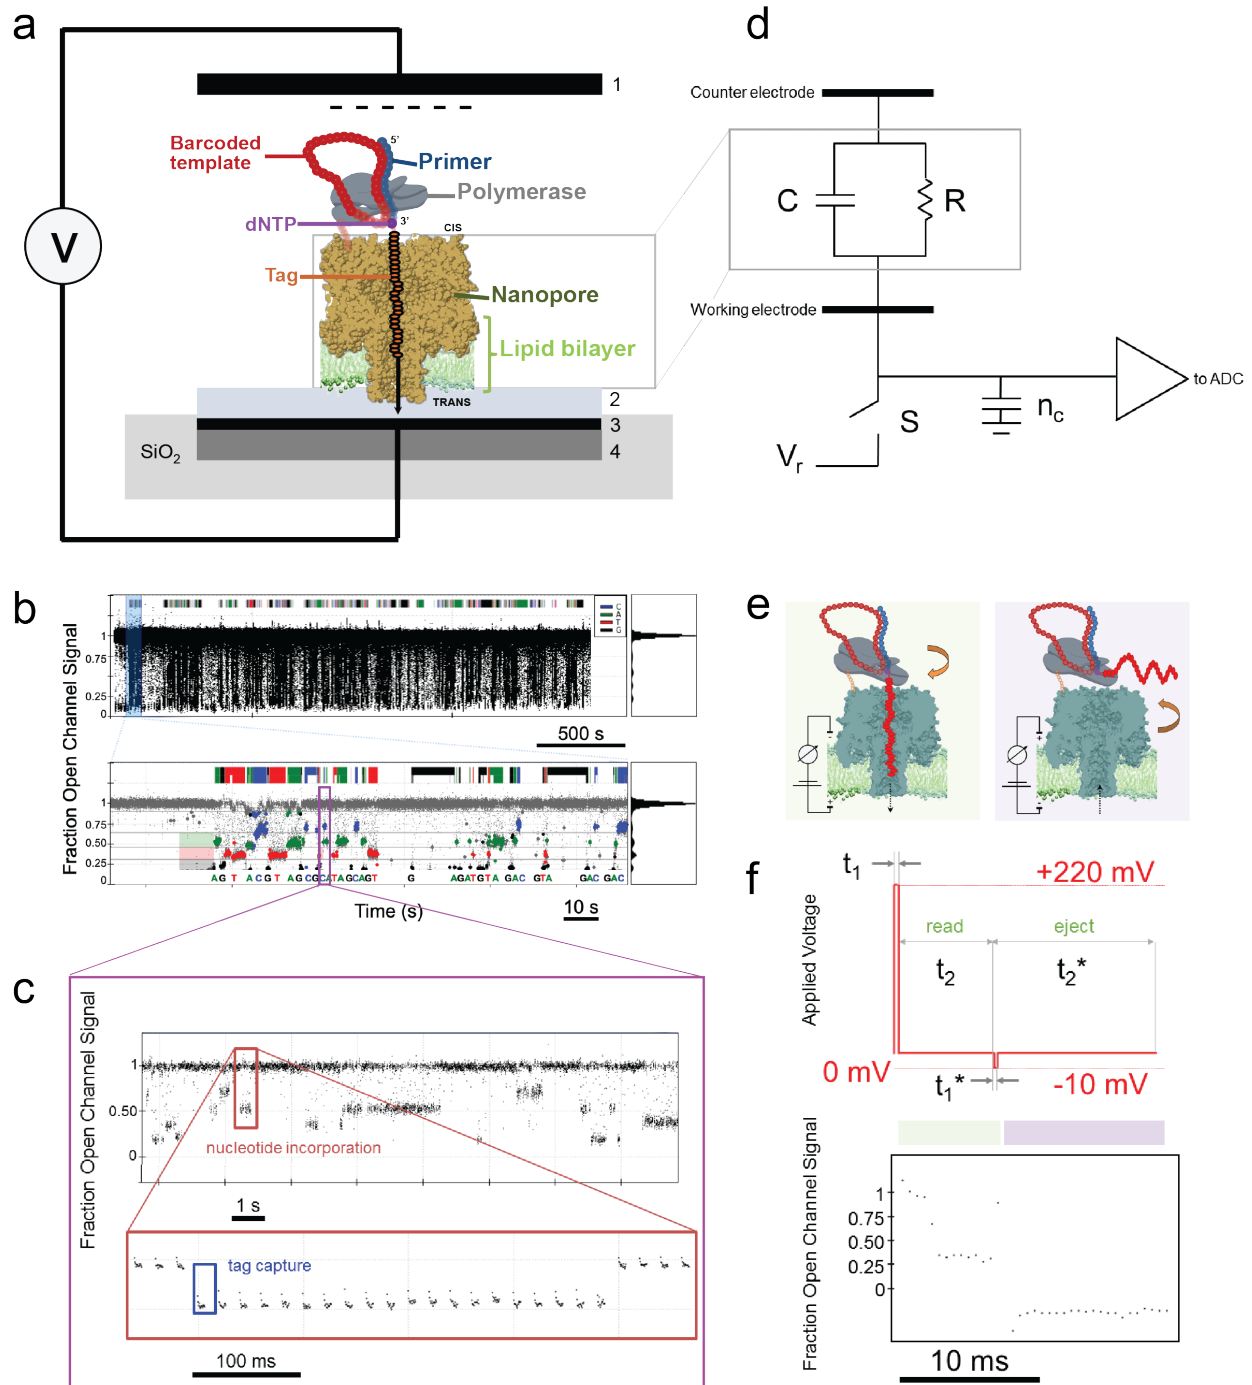 a
1
Barcoded
template
5'
Primer
Polymerase
dNTP
3'
CIS
Tag
Nanopore
Lipid bilayer
V
TRANS
2
3
4
SiO2
d
Counter electrode
C
R
Working electrode
to ADC
S
nc
Vr
b
Fraction Open Channel Signal
1
0.75
0.25
0
C
A
T
G
500 s
1
0.75
0.50
0.25
0
AG T ACGT AGCGCATAGCAGT G AGATGTA GAC GTA GAC GAC
Time (s)
10 s
c
Fraction Open Channel Signal
1
0.50
0
nucleotide incorporation
1 s
tag capture
100 ms
e
- +
+ -
f
Applied Voltage
t1
+220 mV
read
eject
t2
t2*
0 mV
t1*
-10 mV
Fraction Open Channel Signal
1
0.75
0.50
0.25
0
10 ms